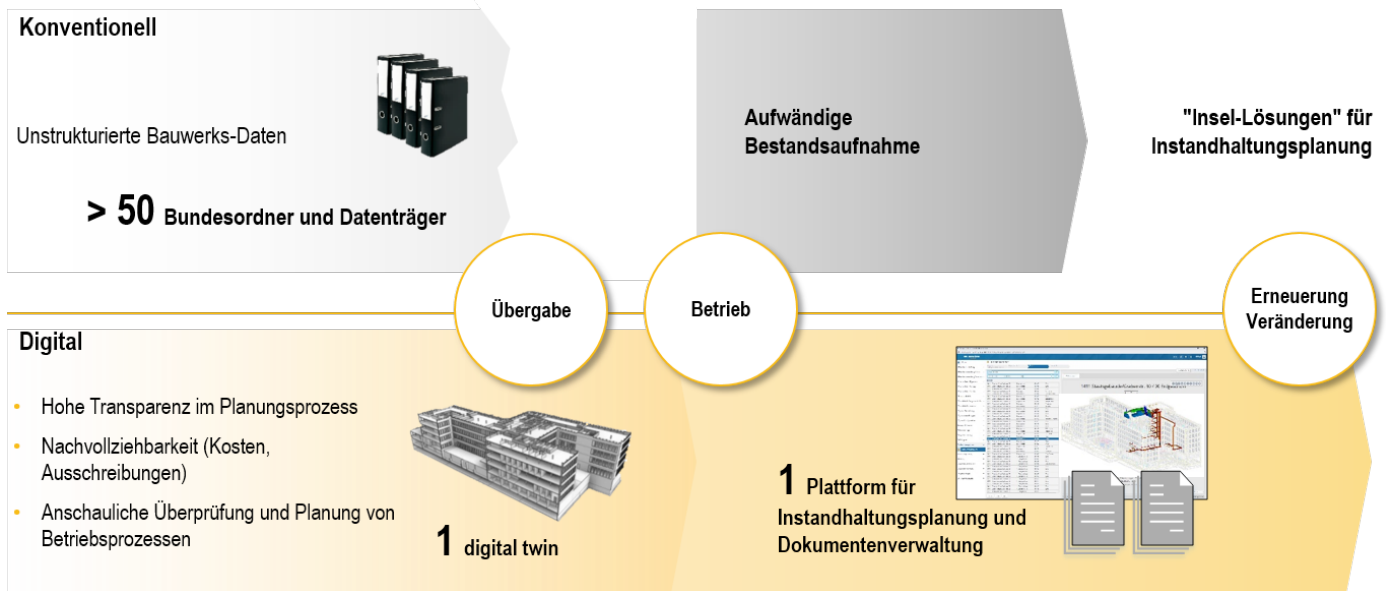 Konventionell
Unstrukturierte Bauwerks-Daten
> 50 Bundesordner und Datenträger
Aufwändige
Bestandsaufnahme
"Insel-Lösungen" für
Instandhaltungsplanung
Übergabe
Betrieb
Erneuerung
Veränderung
Digital
• Hohe Transparenz im Planungsprozess
• Nachvollziehbarkeit (Kosten,
Ausschreibungen)
• Anschauliche Überprüfung und Planung von
Betriebsprozessen
1 digital twin
1 Plattform für
Instandhaltungsplanung und
Dokumentenverwaltung